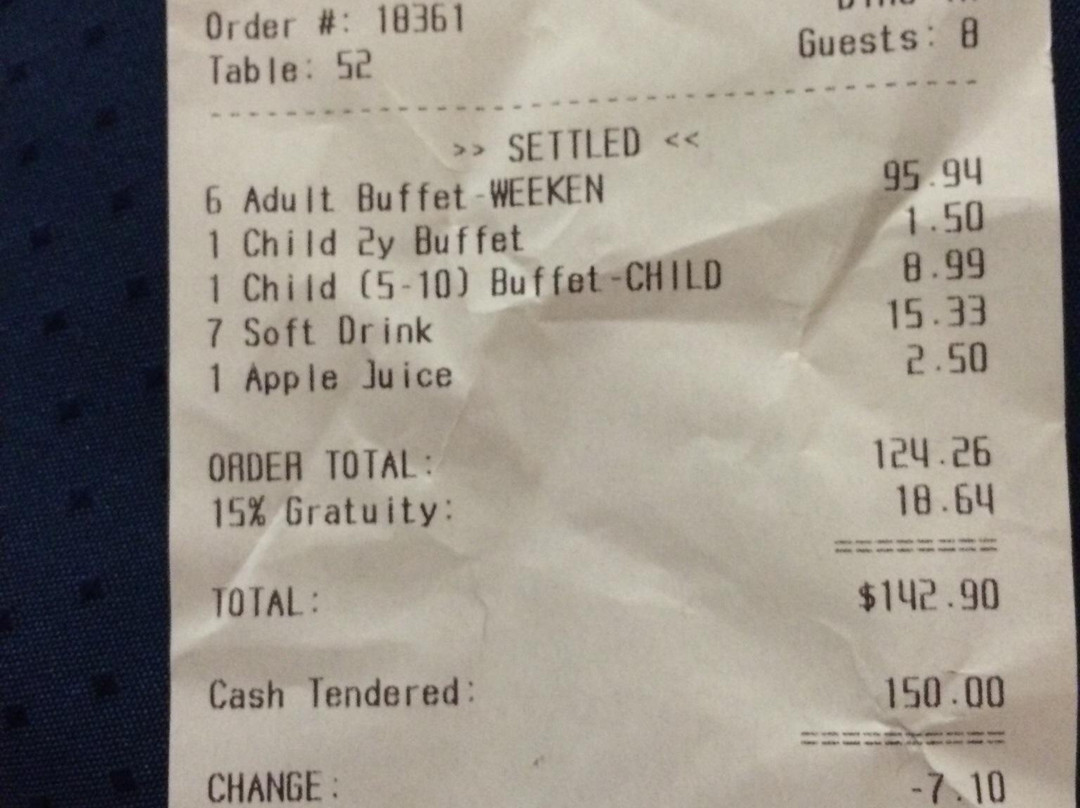 Order #: 18361
Table: 52 Guests: 8
--------------------------------
>> SETTLED <<
6 Adult Buffet-WEEKEN 95.94
1 Child 2y Buffet 1.50
1 Child (5-10) Buffet-CHILD 8.99
7 Soft Drink 15.33
1 Apple Juice 2.50
ORDER TOTAL: 124.26
15% Gratuity: 18.64
========
TOTAL: $142.90
Cash Tendered: 150.00
==========
CHANGE: -7.10